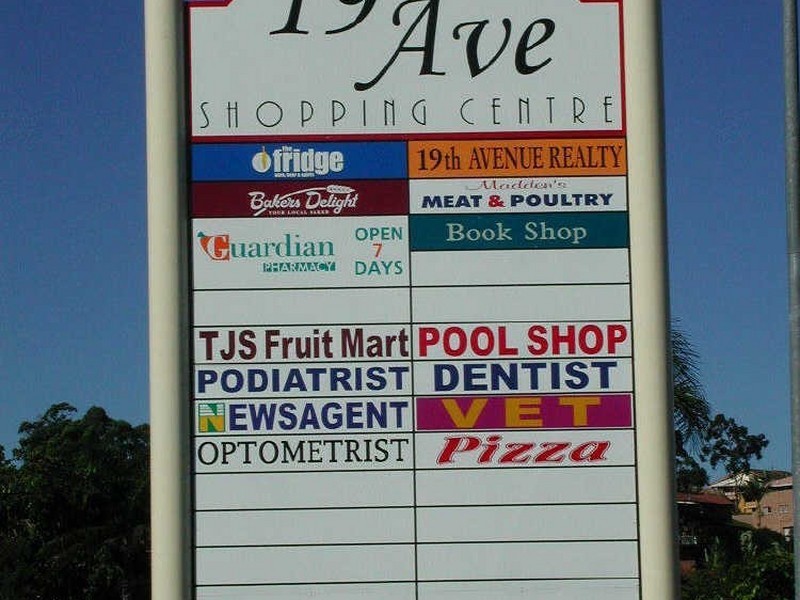 19 Ave
SHOPPING CENTRE
the fridge
19th AVENUE REALTY
Bakers Delight
YOUR LOCAL BAKER
Madden's
MEAT & POULTRY
Guardian
PHARMACY
OPEN
7
DAYS
Book Shop
TJS Fruit Mart
POOL SHOP
PODIATRIST
DENTIST
NEWSAGENT
VET
OPTOMETRIST
Pizza